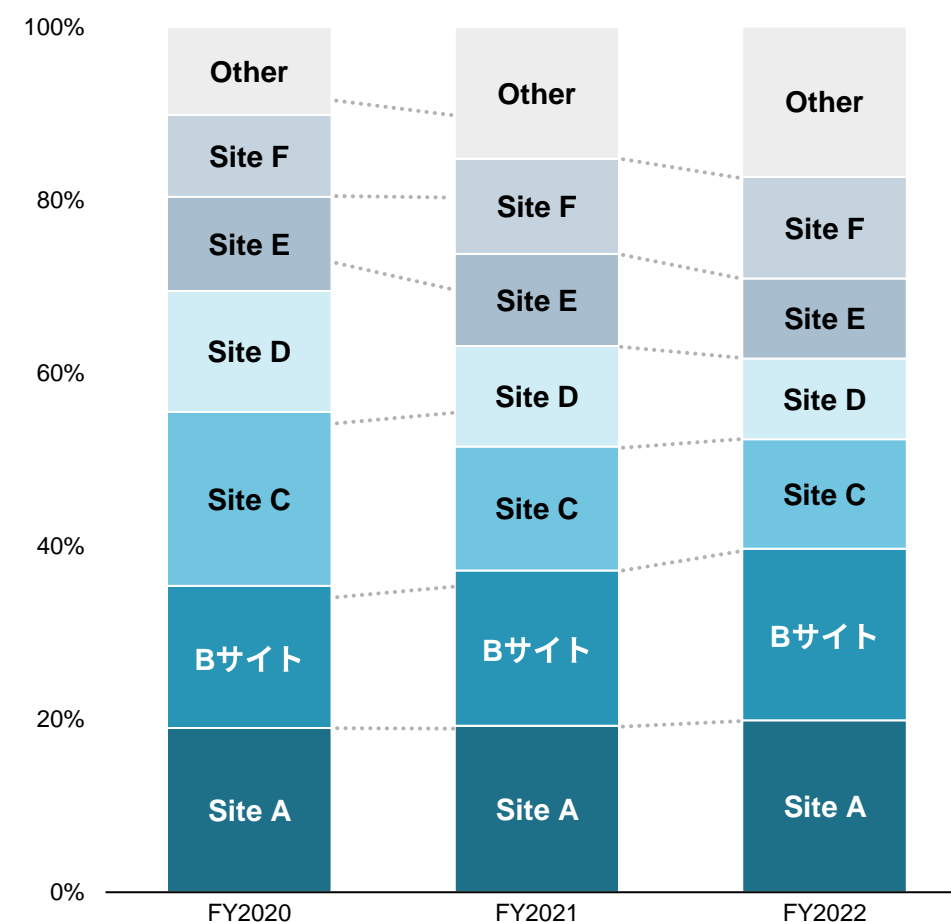 100%
80%
60%
40%
20%
0%
Other
Site F
Site E
Site D
Site C
Bサイト
Site A
Other
Site F
Site E
Site D
Site C
Bサイト
Site A
Other
Site F
Site E
Site D
Site C
Bサイト
Site A
FY2020
FY2021
FY2022